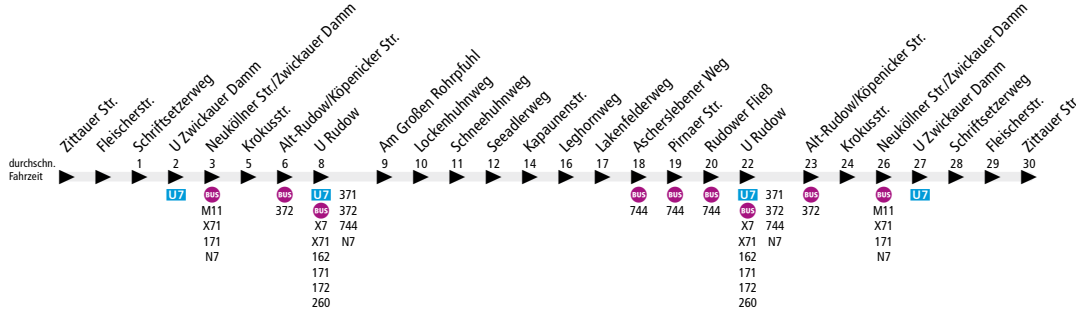 Zittauer Str.
Fleischerstr.
Schriftsetzerweg
U Zwickauer Damm
Neuköllner Str./Zwickauer Damm
Krokusstr.
Alt-Rudow/Köpenicker Str.
U Rudow
Am Großen Rohrpfuhl
Lockenhuhnweg
Schneehuhnweg
Seedlerweg
Kapaunenstr.
Leghornweg
Lakenfelderweg
Ascherslebener Weg
Pirnaer Str.
Rudower Fließ
U Rudow
Alt-Rudow/Köpenicker Str.
Krokusstr.
Neuköllner Str./Zwickauer Damm
U Zwickauer Damm
Schriftsetzerweg
Fleischerstr.
Zittauer Str.
durchschn. 1 2 3 5 6 8 9 10 11 12 14 16 17 18 19 20 22 23 24 26 27 28 29 30
Fahrzeit
U7 BUS BUS U7 371 BUS BUS BUS U7 371 BUS BUS U7
M11 372 BUS 372 744 744 744 BUS 372 372 M11
X71 X7 744 X7 744 X71
171 X71 N7 X71 N7 171
N7 162 162 N7
171 171
172 172
260 260